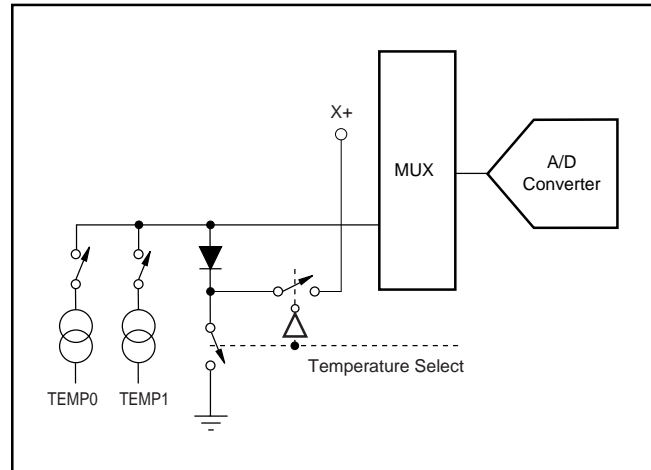 X+
MUX
A/D
Converter
Temperature Select
TEMP0 TEMP1